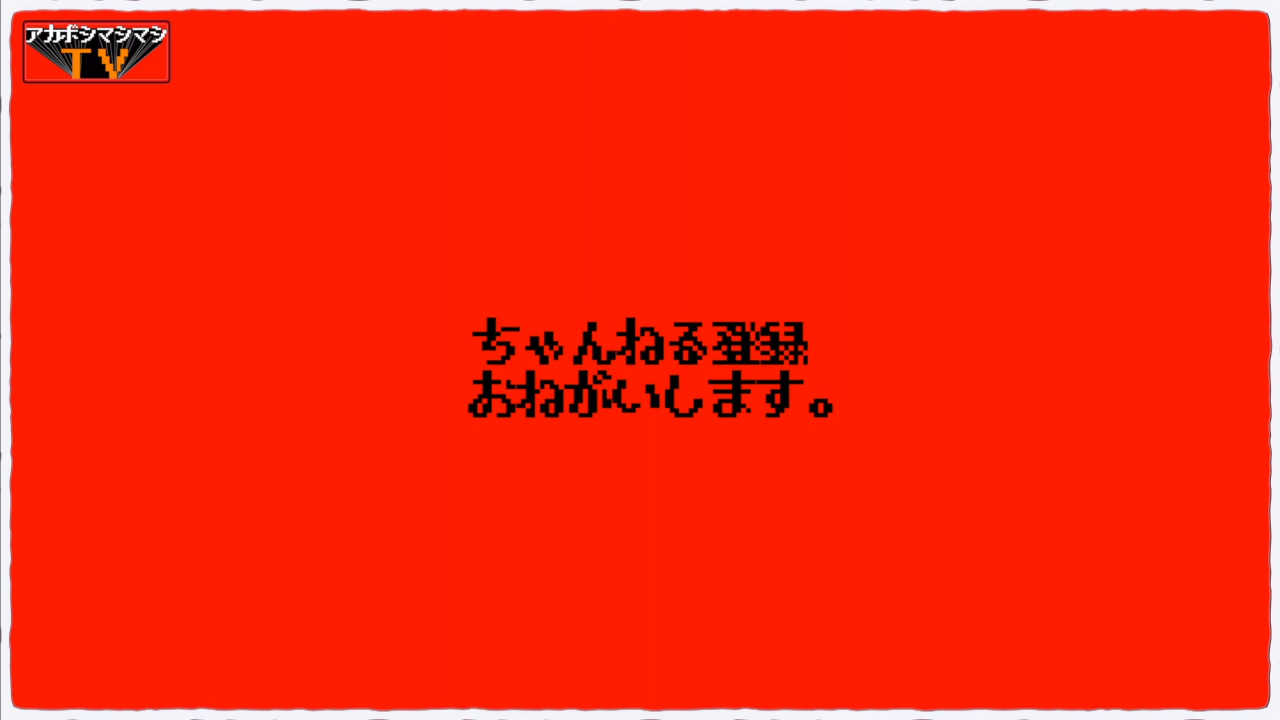 アカボシマシマシ
TV
ちゃんねる登録
おねがいします。